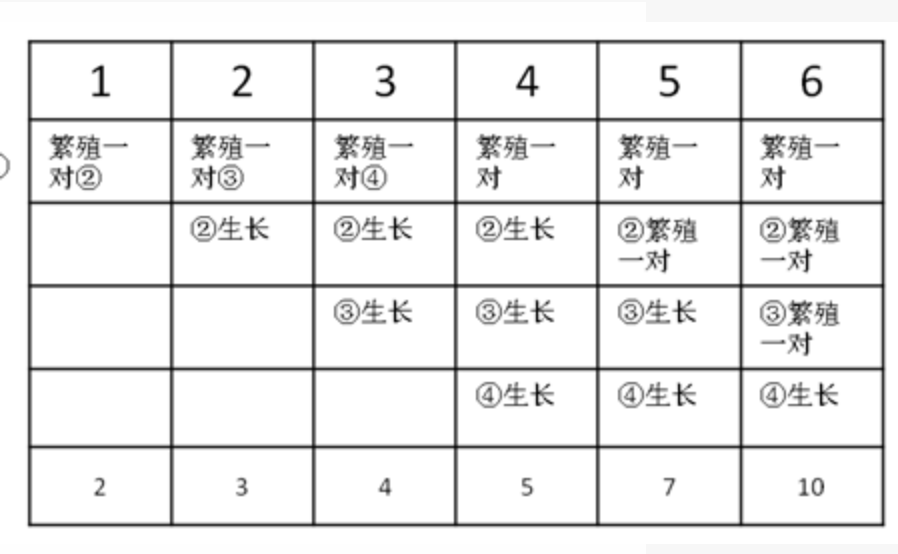 1 2 3 4 5 6
繁殖一 繁殖一 繁殖一 繁殖一 繁殖一 繁殖一
对② 对③ 对④ 对 对 对
②生长 ②生长 ②生长 ②繁殖 ②繁殖
一对 一对
③生长 ③生长 ③生长 ③繁殖
一对
④生长 ④生长 ④生长
2 3 4 5 7 10